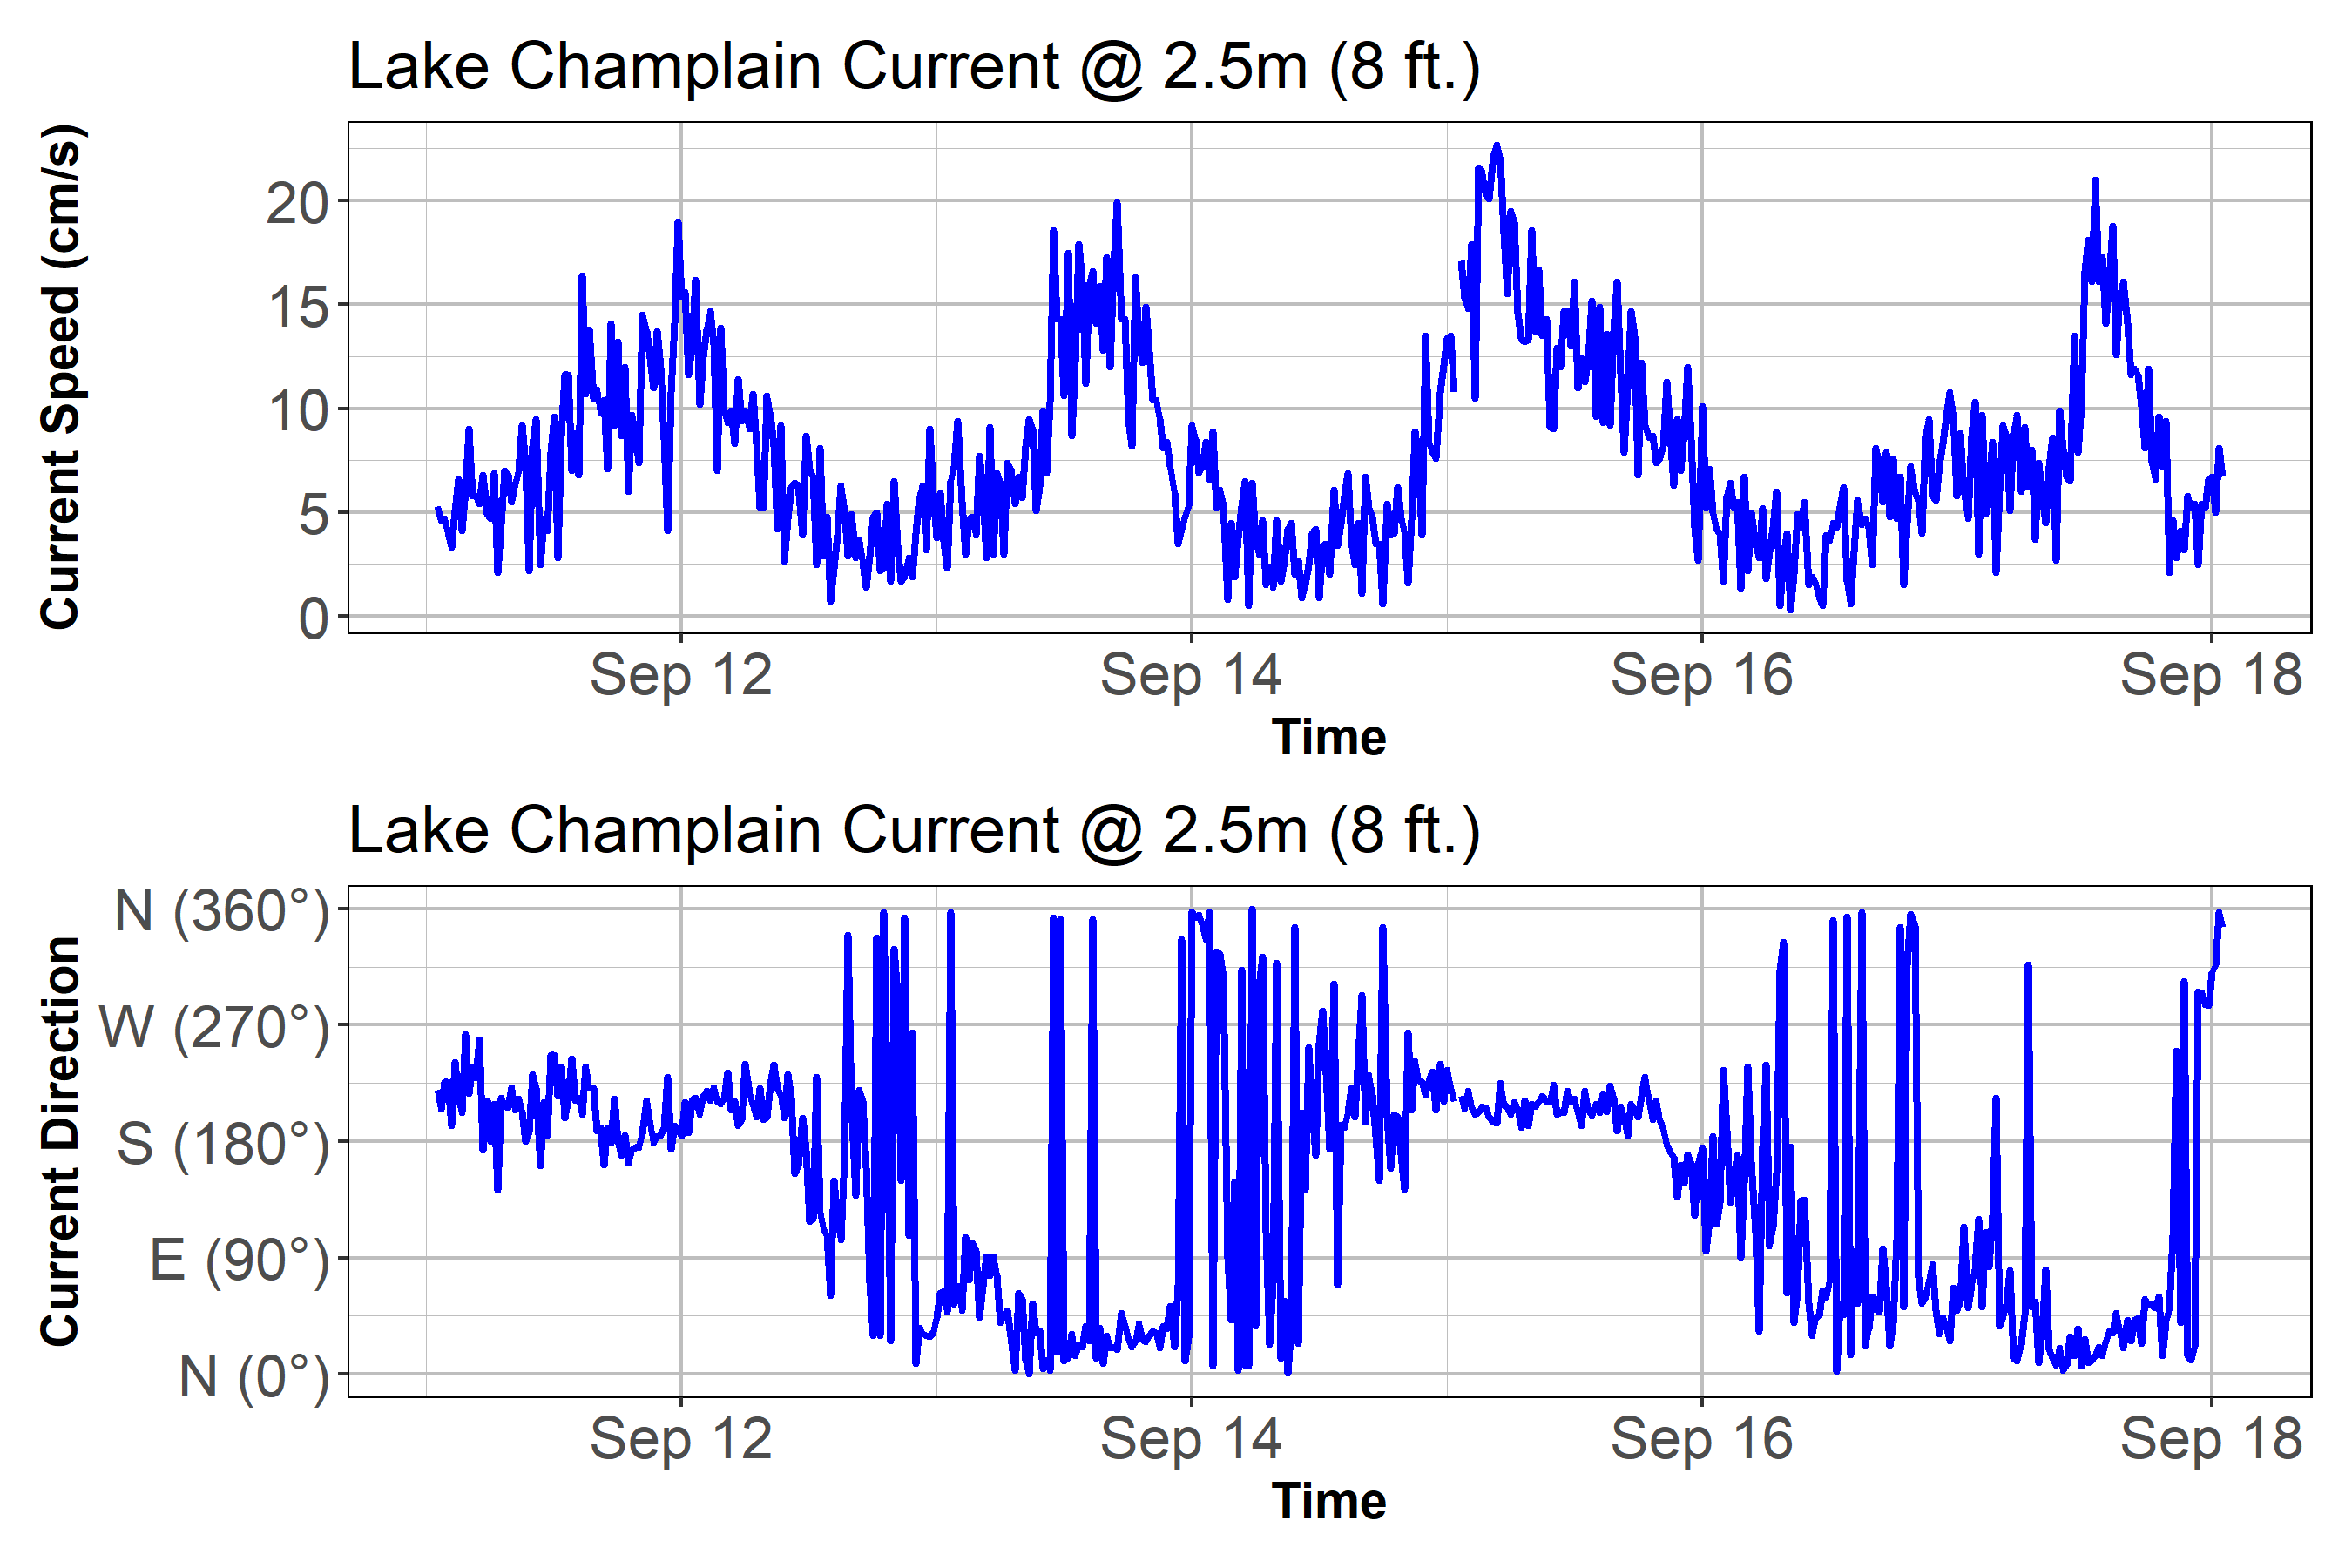 Lake Champlain Current @ 2.5m (8 ft.)
Current Speed (cm/s)
20
15
10
5
0
Sep 12 Sep 14 Sep 16 Sep 18
Time
Lake Champlain Current @ 2.5m (8 ft.)
Current Direction
N (360°)
W (270°)
S (180°)
E (90°)
N (0°)
Sep 12 Sep 14 Sep 16 Sep 18
Time